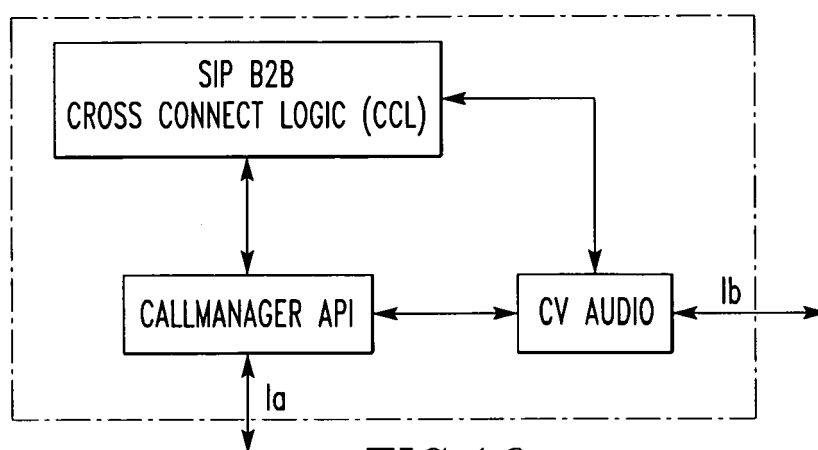 SIP B2B
CROSS CONNECT LOGIC (CCL)
CALLMANAGER API
CV AUDIO
Ib
Ia